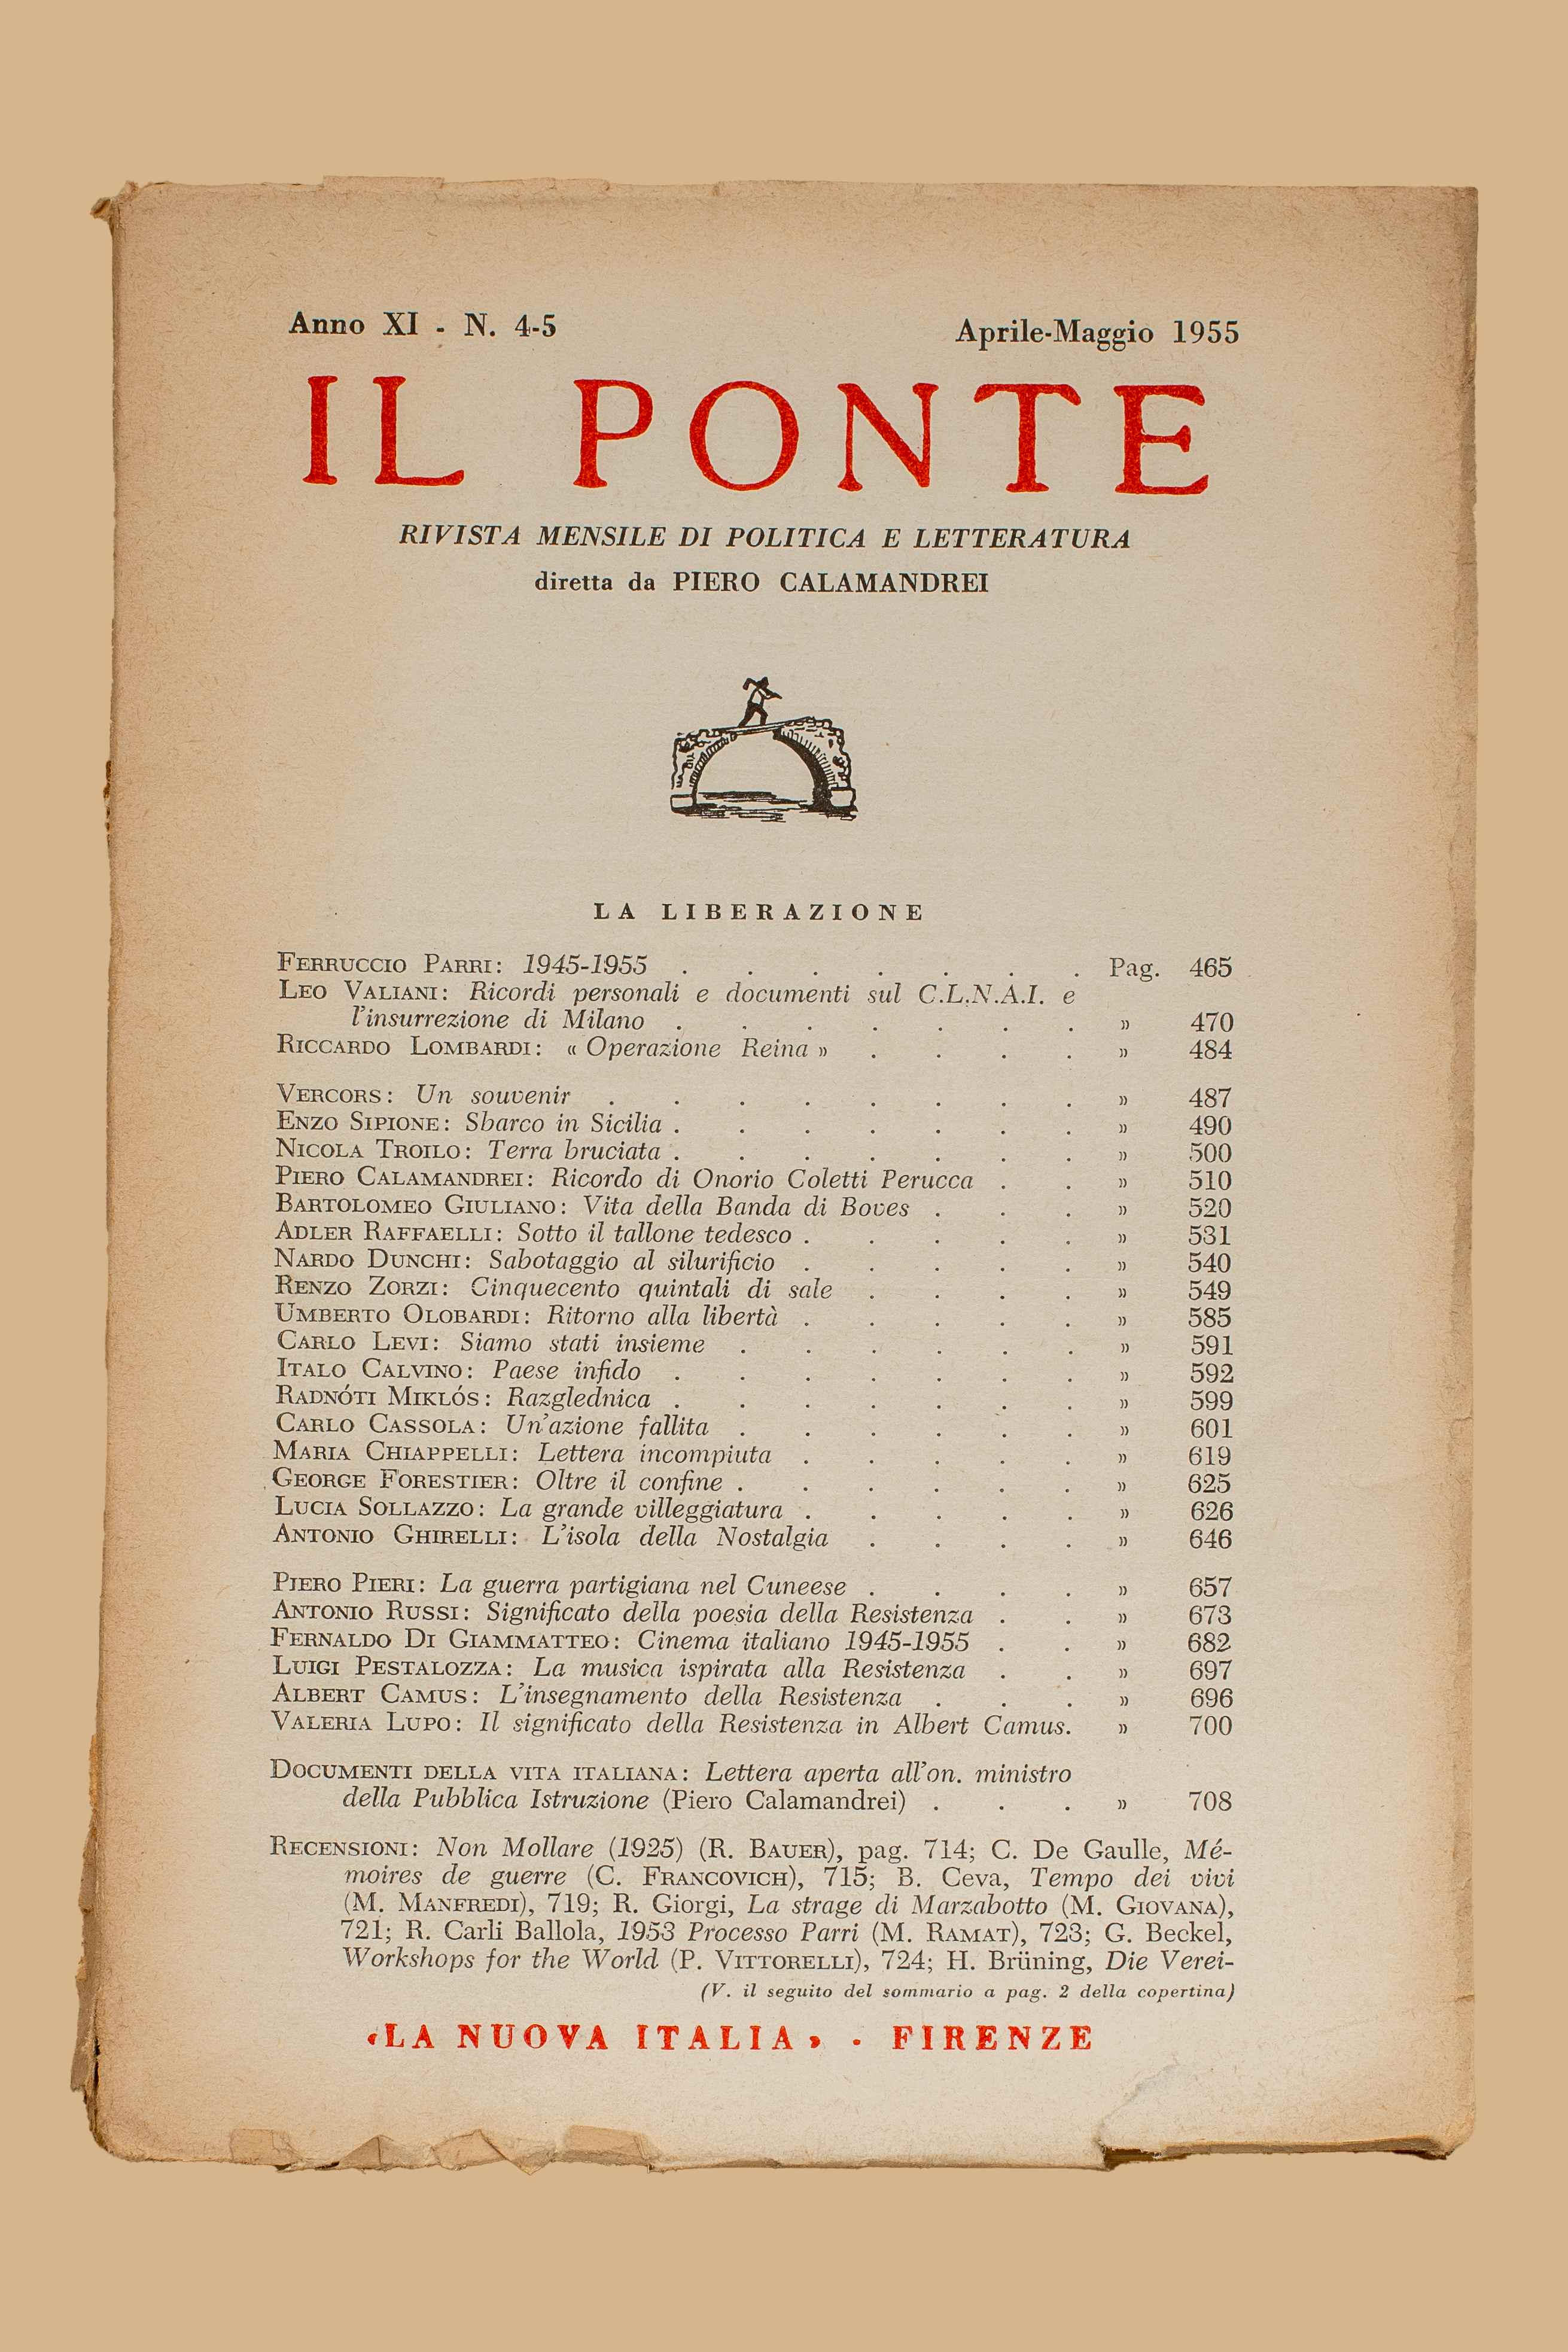 Anno XI - N. 4-5
Aprile-Maggio 1955
IL PONTE
RIVISTA MENSILE DI POLITICA E LETTERATURA
diretta da PIERO CALAMANDREI
LA LIBERAZIONE
FERRUCCIO PARRI: 1945-1955 . . . . . . . Pag. 465
LEO VALIANI: Ricordi personali e documenti sul C.L.N.A.I. e
l'insurrezione di Milano . . . . . . . » 470
RICCARDO LOMBARDI: « Operazione Reina » . . . . » 484
VERCORS: Un souvenir . . . . . . . . » 487
ENZO SIPIONE: Sbarco in Sicilia . . . . . . . » 490
NICOLA TROILO: Terra bruciata . . . . . . . » 500
PIERO CALAMANDREI: Ricordo di Onorio Coletti Perucca . . » 510
BARTOLOMEO GIULIANO: Vita della Banda di Boves . . . » 520
ADLER RAFFAELLI: Sotto il tallone tedesco . . . . . » 531
NARDO DUNCHI: Sabotaggio al silurificio . . . . . » 540
RENZO ZORZI: Cinquecento quintali di sale . . . . » 549
UMBERTO OLOBARDI: Ritorno alla libertà . . . . . » 585
CARLO LEVI: Siamo stati insieme . . . . . . » 591
ITALO CALVINO: Paese infido . . . . . . . » 592
RADNÓTI MIKLÓS: Razglednica . . . . . . . » 599
CARLO CASSOLA: Un'azione fallita . . . . . . » 601
MARIA CHIAPPELLI: Lettera incompiuta . . . . . » 619
GEORGE FORESTIER: Oltre il confine . . . . . . » 625
LUCIA SOLLAZZO: La grande villeggiatura . . . . . » 626
ANTONIO GHIRELLI: L'isola della Nostalgia . . . . » 646
PIERO PIERI: La guerra partigiana nel Cuneese . . . . » 657
ANTONIO RUSSI: Significato della poesia della Resistenza . . » 673
FERNALDO DI GIAMMATTEO: Cinema italiano 1945-1955 . . » 682
LUIGI PESTALOZZA: La musica ispirata alla Resistenza . . » 697
ALBERT CAMUS: L'insegnamento della Resistenza . . . » 696
VALERIA LUPO: Il significato della Resistenza in Albert Camus. » 700
DOCUMENTI DELLA VITA ITALIANA: Lettera aperta all'on. ministro
della Pubblica Istruzione (Piero Calamandrei) . . . » 708
RECENSIONI: Non Mollare (1925) (R. BAUER), pag. 714; C. De Gaulle, Mé-
moires de guerre (C. FRANCOVICH), 715; B. Ceva, Tempo dei vivi
(M. MANFREDI), 719; R. Giorgi, La strage di Marzabotto (M. GIOVANA),
721; R. Carli Ballola, 1953 Processo Parri (M. RAMAT), 723; G. Beckel,
Workshops for the World (P. VITTORELLI), 724; H. Brüning, Die Verei-
(V. il seguito del sommario a pag. 2 della copertina)
«LA NUOVA ITALIA» - FIRENZE